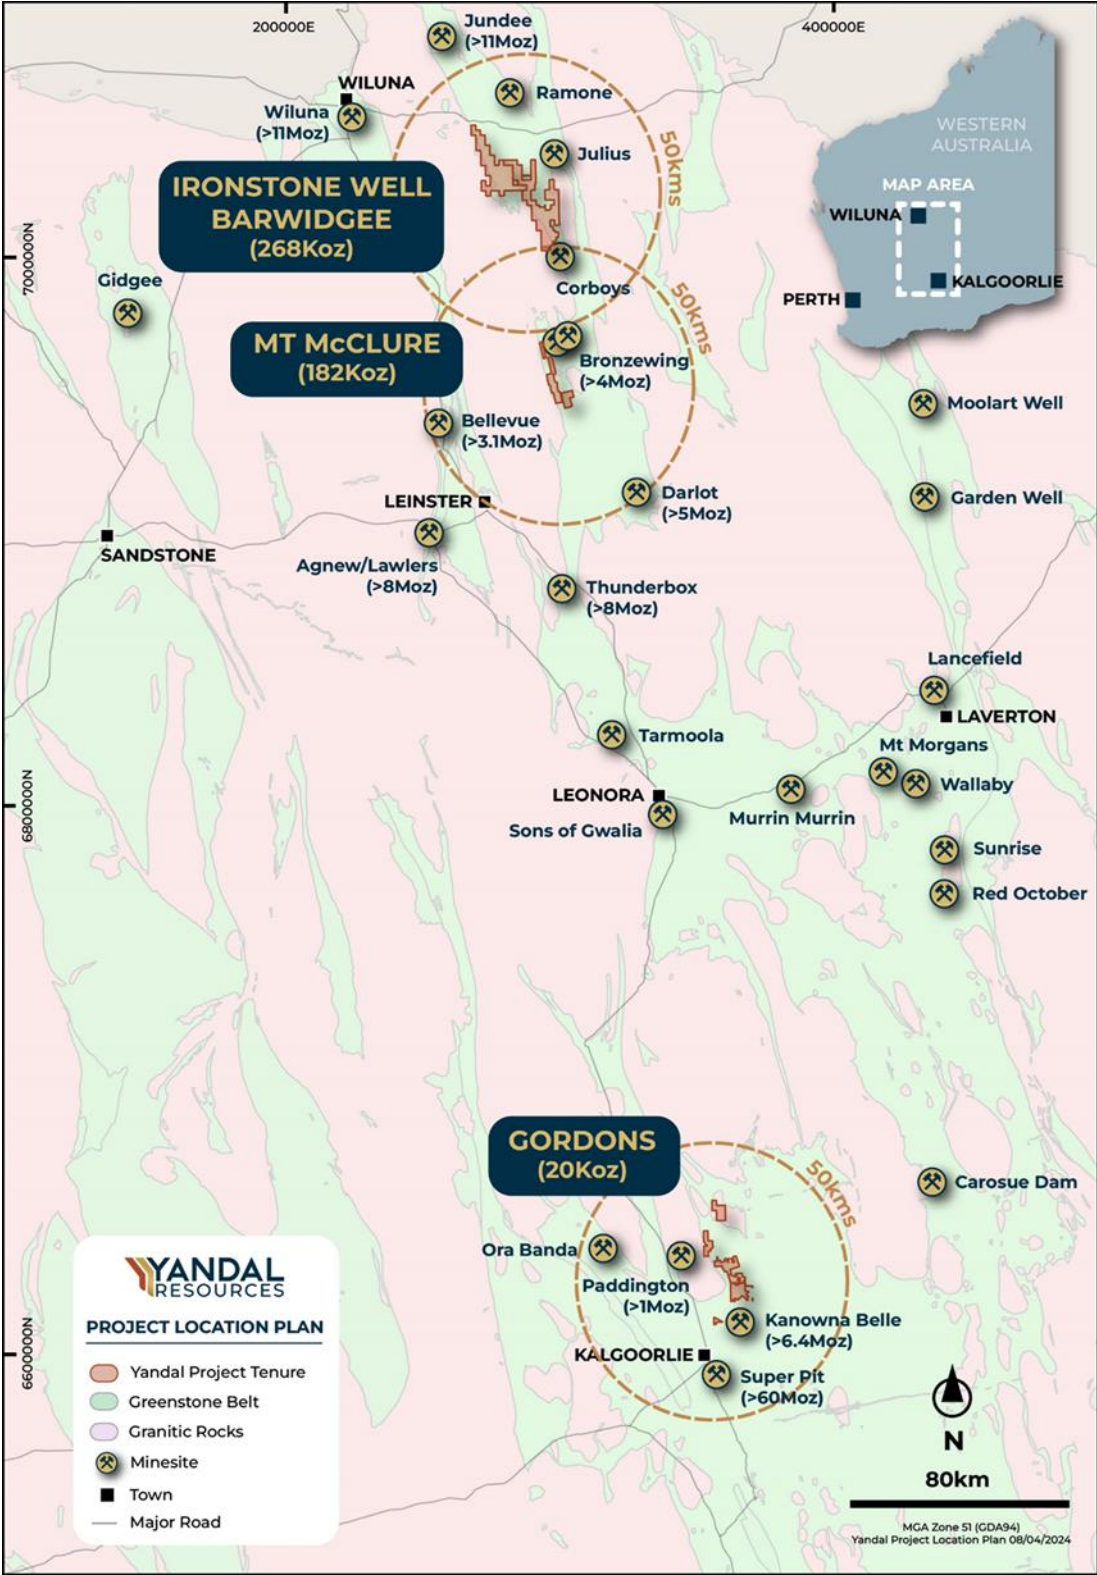 200000E
400000E
Jundee
(>11Moz)
WILUNA
Wiluna
(>11Moz)
Ramone
Julius
50kms
WESTERN
AUSTRALIA
MAP AREA
WILUNA
KALGOORLIE
PERTH
IRONSTONE WELL
BARWIDGEE
(268Koz)
7000000N
Gidgee
Corboys
50kms
MT McCLURE
(182Koz)
Bronzewing
(>4Moz)
Moolart Well
Bellevue
(>3.1Moz)
LEINSTER
Darlot
(>5Moz)
Garden Well
SANDSTONE
Agnew/Lawlers
(>8Moz)
Thunderbox
(>8Moz)
Lancefield
LAVERTON
Tarmoola
Mt Morgans
Wallaby
6800000N
LEONORA
Sons of Gwalia
Murrin Murrin
Sunrise
Red October
GORDONS
(20Koz)
50kms
Carosue Dam
Ora Banda
Paddington
(>1Moz)
Kanowna Belle
(>6.4Moz)
6600000N
KALGOORLIE
Super Pit
(>60Moz)
YANDAL
RESOURCES
PROJECT LOCATION PLAN
Yandal Project Tenure
Greenstone Belt
Granitic Rocks
Minesite
Town
Major Road
N
80km
MGA Zone 51 (GDA94)
Yandal Project Location Plan 08/04/2024